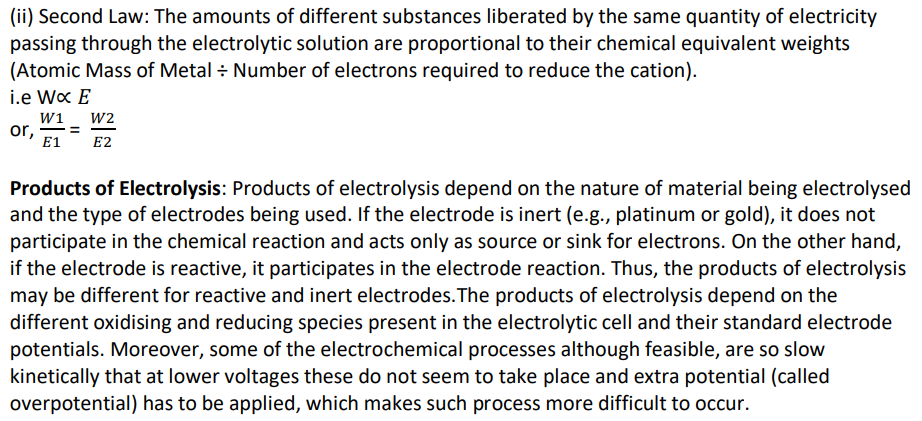 (ii) Second Law: The amounts of different substances liberated by the same quantity of electricity
passing through the electrolytic solution are proportional to their chemical equivalent weights
(Atomic Mass of Metal ÷ Number of electrons required to reduce the cation).
i.e W∝ E
or, W1/E1 = W2/E2
Products of Electrolysis: Products of electrolysis depend on the nature of material being electrolysed
and the type of electrodes being used. If the electrode is inert (e.g., platinum or gold), it does not
participate in the chemical reaction and acts only as source or sink for electrons. On the other hand,
if the electrode is reactive, it participates in the electrode reaction. Thus, the products of electrolysis
may be different for reactive and inert electrodes.The products of electrolysis depend on the
different oxidising and reducing species present in the electrolytic cell and their standard electrode
potentials. Moreover, some of the electrochemical processes although feasible, are so slow
kinetically that at lower voltages these do not seem to take place and extra potential (called
overpotential) has to be applied, which makes such process more difficult to occur.